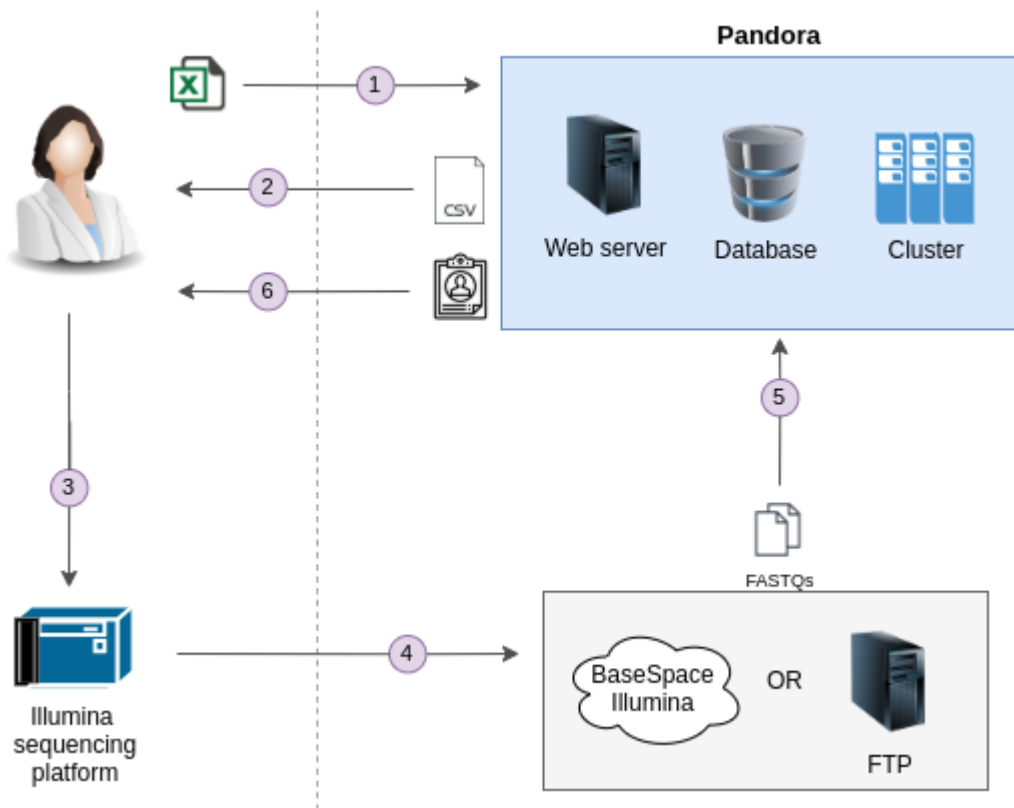 Pandora
X
1
2
CSV
6
Web server
Database
Cluster
3
5
FASTQs
4
BaseSpace
Illumina
OR
FTP
Illumina
sequencing
platform